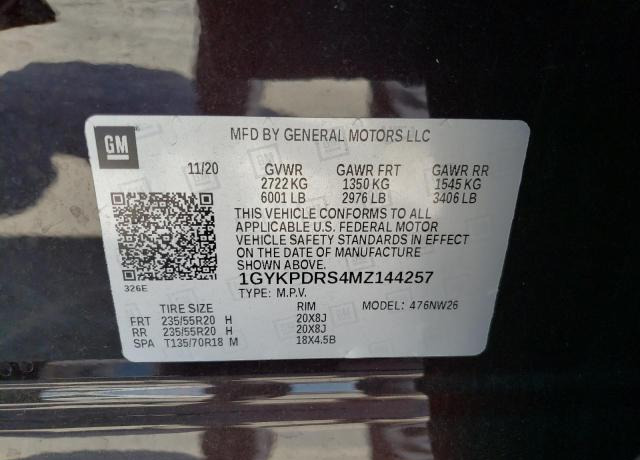 GM
MFD BY GENERAL MOTORS LLC
11/20 GVWR GAWR FRT GAWR RR
2722 KG 1350 KG 1545 KG
6001 LB 2976 LB 3406 LB
THIS VEHICLE CONFORMS TO ALL
APPLICABLE U.S. FEDERAL MOTOR
VEHICLE SAFETY STANDARDS IN EFFECT
ON THE DATE OF MANUFACTURE
SHOWN ABOVE.
326E
1GYKPDRS4MZ144257
TYPE: M.P.V. MODEL: 476NW26
TIRE SIZE RIM
FRT 235/55R20 H 20X8J
RR 235/55R20 H 20X8J
SPA T135/70R18 M 18X4.5B